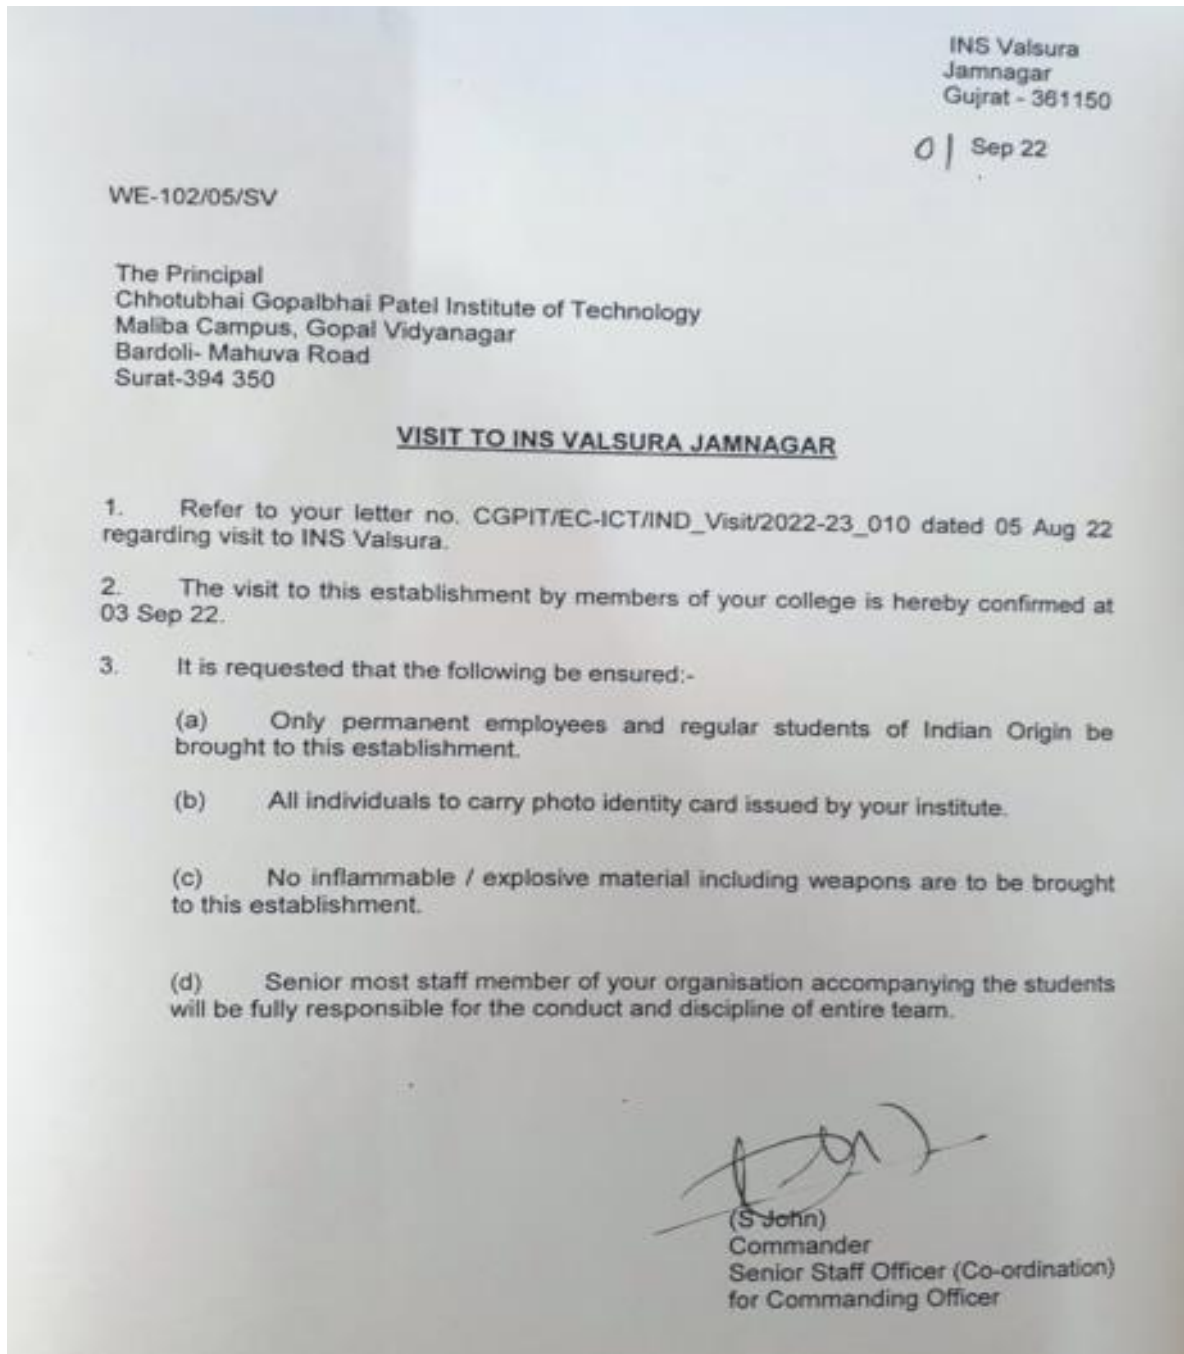 INS Valsura
Jamnagar
Gujrat - 361150
01 Sep 22
WE-102/05/SV
The Principal
Chhotubhai Gopalbhai Patel Institute of Technology
Maliba Campus, Gopal Vidyanagar
Bardoli- Mahuva Road
Surat-394 350
VISIT TO INS VALSURA JAMNAGAR
1. Refer to your letter no. CGPIT/EC-ICT/IND_Visit/2022-23_010 dated 05 Aug 22
regarding visit to INS Valsura.
2. The visit to this establishment by members of your college is hereby confirmed at
03 Sep 22.
3. It is requested that the following be ensured:-
(a) Only permanent employees and regular students of Indian Origin be
brought to this establishment.
(b) All individuals to carry photo identity card issued by your institute.
(c) No inflammable / explosive material including weapons are to be brought
to this establishment.
(d) Senior most staff member of your organisation accompanying the students
will be fully responsible for the conduct and discipline of entire team.
(S John)
Commander
Senior Staff Officer (Co-ordination)
for Commanding Officer